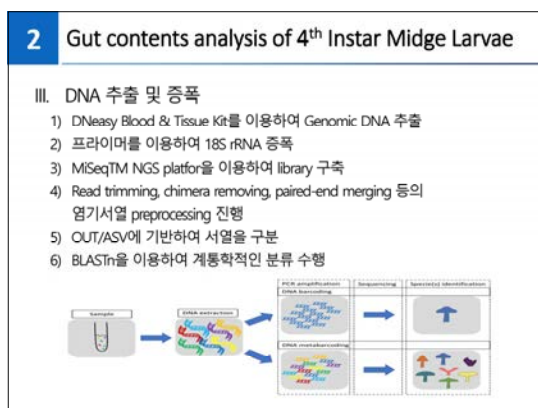 2 Gut contents analysis of 4th Instar Midge Larvae
III. DNA 추출 및 증폭
1) DNeasy Blood & Tissue Kit를 이용하여 Genomic DNA 추출
2) 프라이머를 이용하여 18S rRNA 증폭
3) MiSeqTM NGS platfor을 이용하여 library 구축
4) Read trimming, chimera removing, paired-end merging 등의
염기서열 preprocessing 진행
5) OUT/ASV에 기반하여 서열을 구분
6) BLASTn을 이용하여 계통학적인 분류 수행
PCR amplification Sequencing Specie(s) identification
DNA barcoding
Sample DNA extraction
DNA metabarcoding